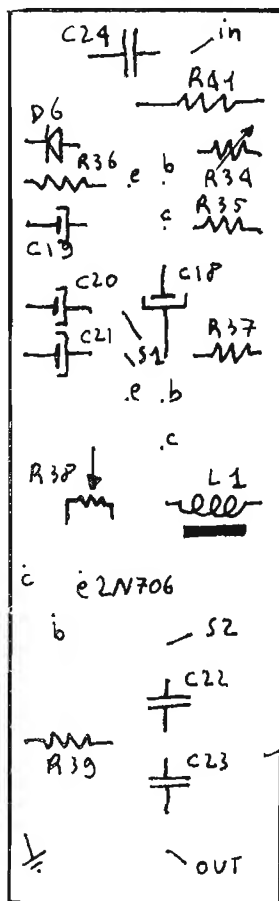 C24
in
R41
D6
R36
e
b
R34
c
R35
C19
C20
C18
C21
S1
R37
e
b
c
R38
L1
c
e 2N706
b
S2
C22
R39
C23
OUT